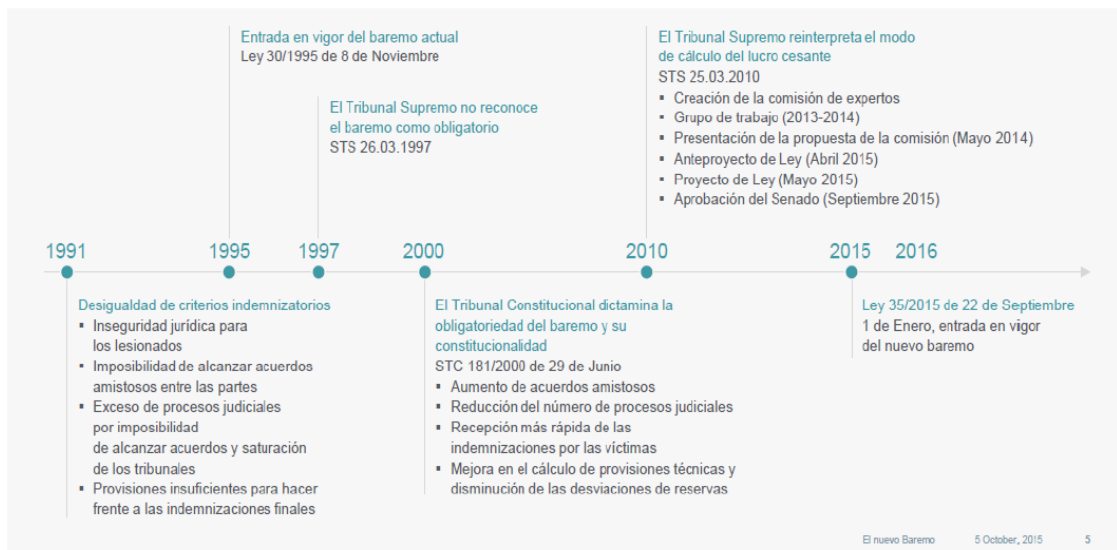 Entrada en vigor del baremo actual
Ley 30/1995 de 8 de Noviembre
El Tribunal Supremo no reconoce
el baremo como obligatorio
STS 26.03.1997
El Tribunal Supremo reinterpreta el modo
de cálculo del lucro cesante
STS 25.03.2010
▪ Creación de la comisión de expertos
▪ Grupo de trabajo (2013-2014)
▪ Presentación de la propuesta de la comisión (Mayo 2014)
▪ Anteproyecto de Ley (Abril 2015)
▪ Proyecto de Ley (Mayo 2015)
▪ Aprobación del Senado (Septiembre 2015)
1991 1995 1997 2000 2010 2015 2016
Desigualdad de criterios indemnizatorios
▪ Inseguridad jurídica para
los lesionados
▪ Imposibilidad de alcanzar acuerdos
amistosos entre las partes
▪ Exceso de procesos judiciales
por imposibilidad
de alcanzar acuerdos y saturación
de los tribunales
▪ Provisiones insuficientes para hacer
frente a las indemnizaciones finales
El Tribunal Constitucional dictamina la
obligatoriedad del baremo y su
constitucionalidad
STC 181/2000 de 29 de Junio
▪ Aumento de acuerdos amistosos
▪ Reducción del número de procesos judiciales
▪ Recepción más rápida de las
indemnizaciones por las víctimas
▪ Mejora en el cálculo de provisiones técnicas y
disminución de las desviaciones de reservas
Ley 35/2015 de 22 de Septiembre
1 de Enero, entrada en vigor
del nuevo baremo
El nuevo Baremo 5 October, 2015 5